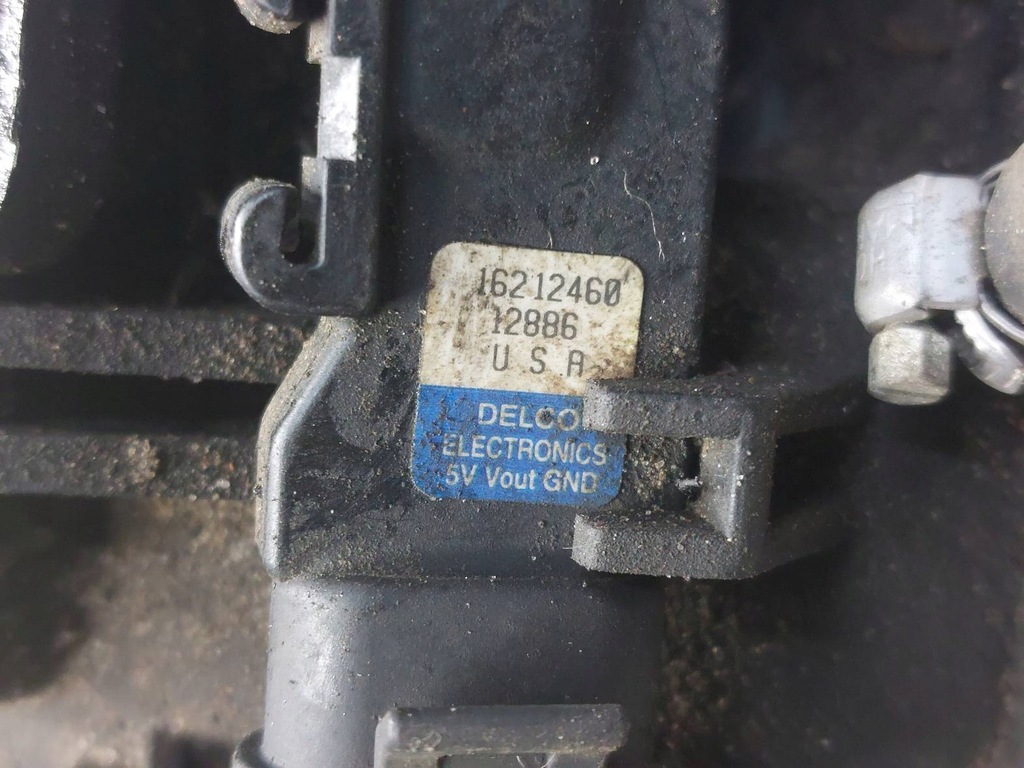 16212460
12886
U S A
DELCO
ELECTRONICS
5V Vout GND